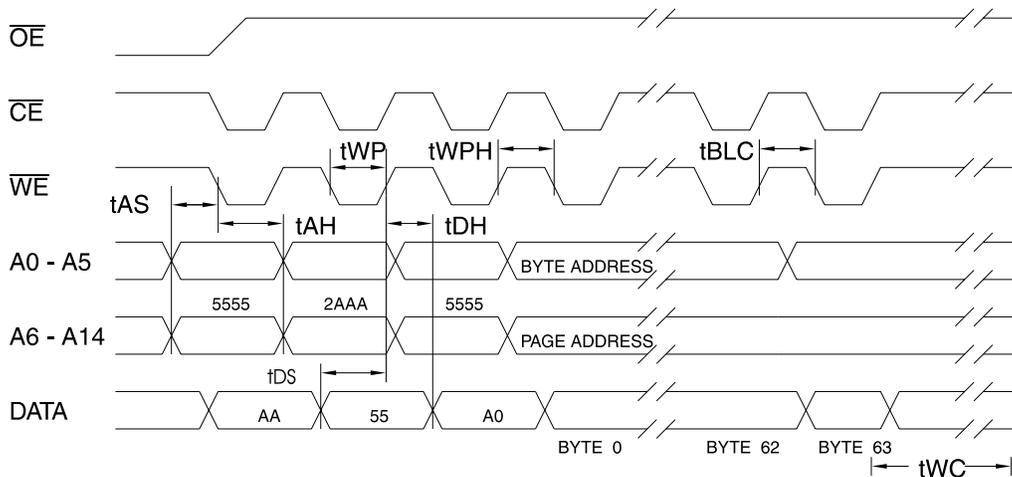 OE
CE
tWP tWPH tBLC
WE
tAS
tAH tDH
A0 - A5 BYTE ADDRESS
5555 2AAA 5555
A6 - A14 PAGE ADDRESS
tDS
DATA AA 55 A0
BYTE 0 BYTE 62 BYTE 63
tWC